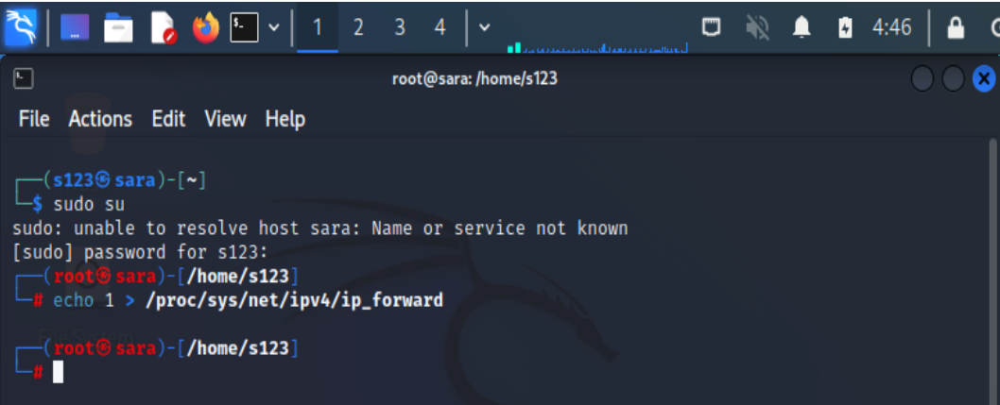 1 2 3 4 4:46
root@sara: /home/s123
File Actions Edit View Help
┌──(s123㉿sara)-[~]
└─$ sudo su
sudo: unable to resolve host sara: Name or service not known
[sudo] password for s123:
┌──(root㉿sara)-[/home/s123]
└─# echo 1 > /proc/sys/net/ipv4/ip_forward
File System
┌──(root㉿sara)-[/home/s123]
└─#